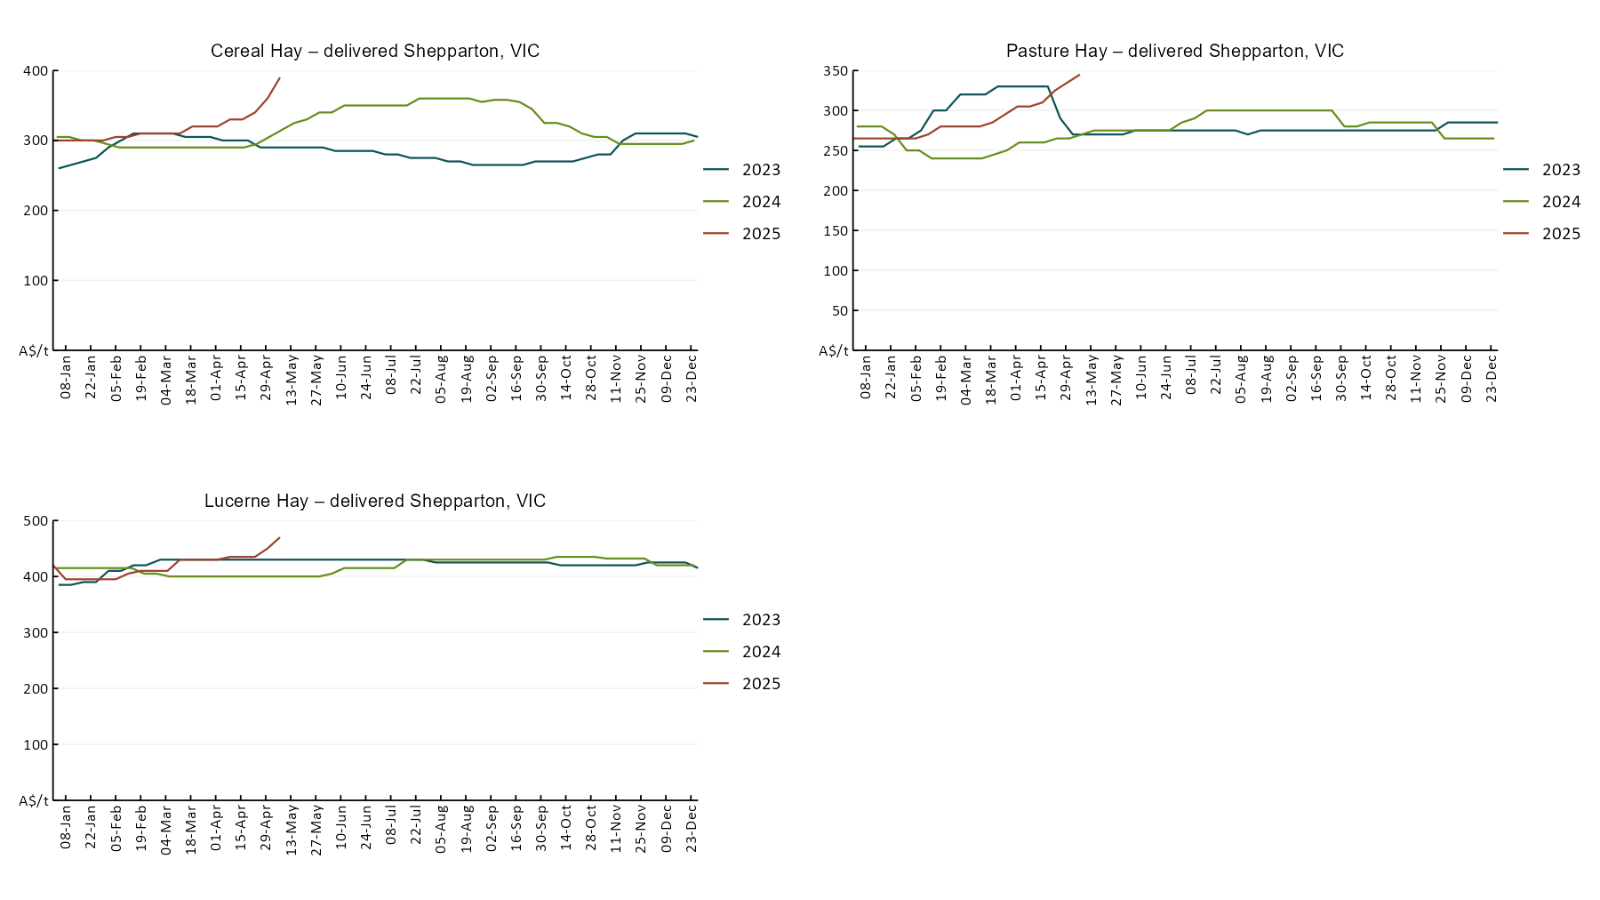 Cereal Hay – delivered Shepparton, VIC
400
300
200
100
A$/t
08-Jan
22-Jan
05-Feb
19-Feb
04-Mar
18-Mar
01-Apr
15-Apr
29-Apr
13-May
27-May
10-Jun
24-Jun
08-Jul
22-Jul
05-Aug
19-Aug
02-Sep
16-Sep
30-Sep
14-Oct
28-Oct
11-Nov
25-Nov
09-Dec
23-Dec
2023
2024
2025
Pasture Hay – delivered Shepparton, VIC
350
300
250
200
150
100
50
A$/t
08-Jan
22-Jan
05-Feb
19-Feb
04-Mar
18-Mar
01-Apr
15-Apr
29-Apr
13-May
27-May
10-Jun
24-Jun
08-Jul
22-Jul
05-Aug
19-Aug
02-Sep
16-Sep
30-Sep
14-Oct
28-Oct
11-Nov
25-Nov
09-Dec
23-Dec
2023
2024
2025
Lucerne Hay – delivered Shepparton, VIC
500
400
300
200
100
A$/t
08-Jan
22-Jan
05-Feb
19-Feb
04-Mar
18-Mar
01-Apr
15-Apr
29-Apr
13-May
27-May
10-Jun
24-Jun
08-Jul
22-Jul
05-Aug
19-Aug
02-Sep
16-Sep
30-Sep
14-Oct
28-Oct
11-Nov
25-Nov
09-Dec
23-Dec
2023
2024
2025